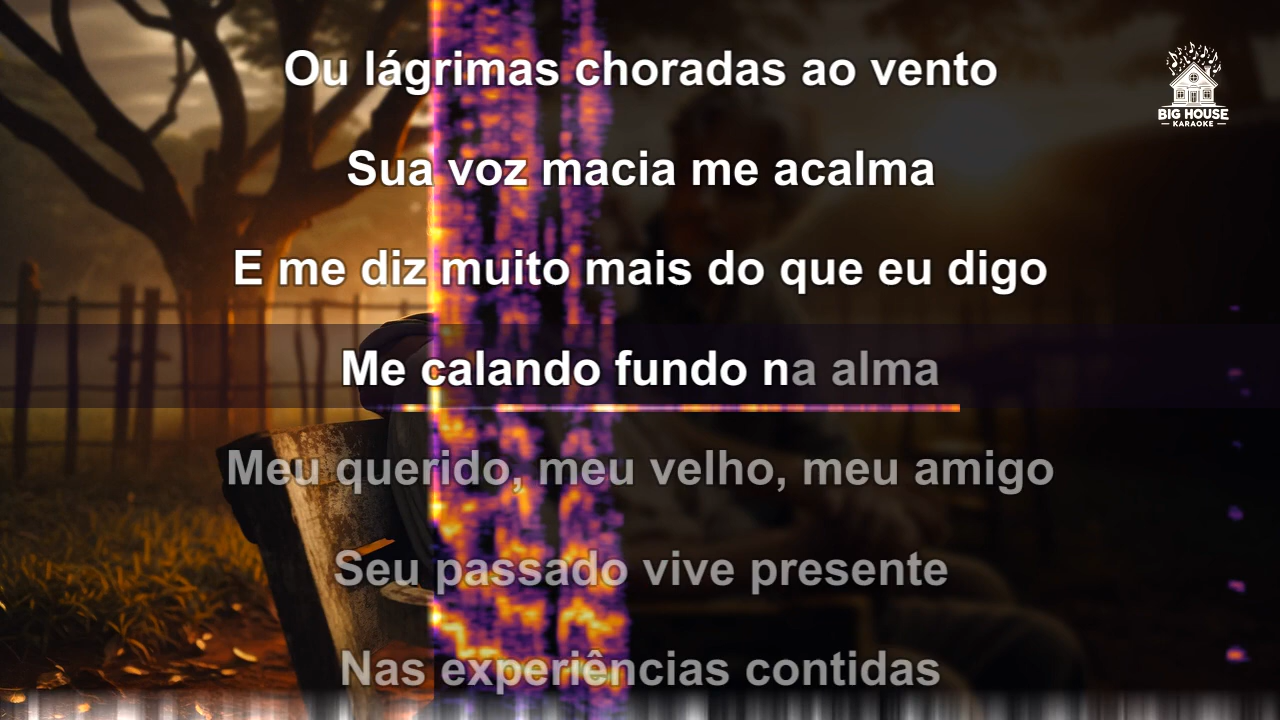 Ou lágrimas choradas ao vento
BIG HOUSE
KARAOKE
Sua voz macia me acalma
E me diz muito mais do que eu digo
Me calando fundo na alma
Meu querido, meu velho, meu amigo
Seu passado vive presente
Nas experiências contidas